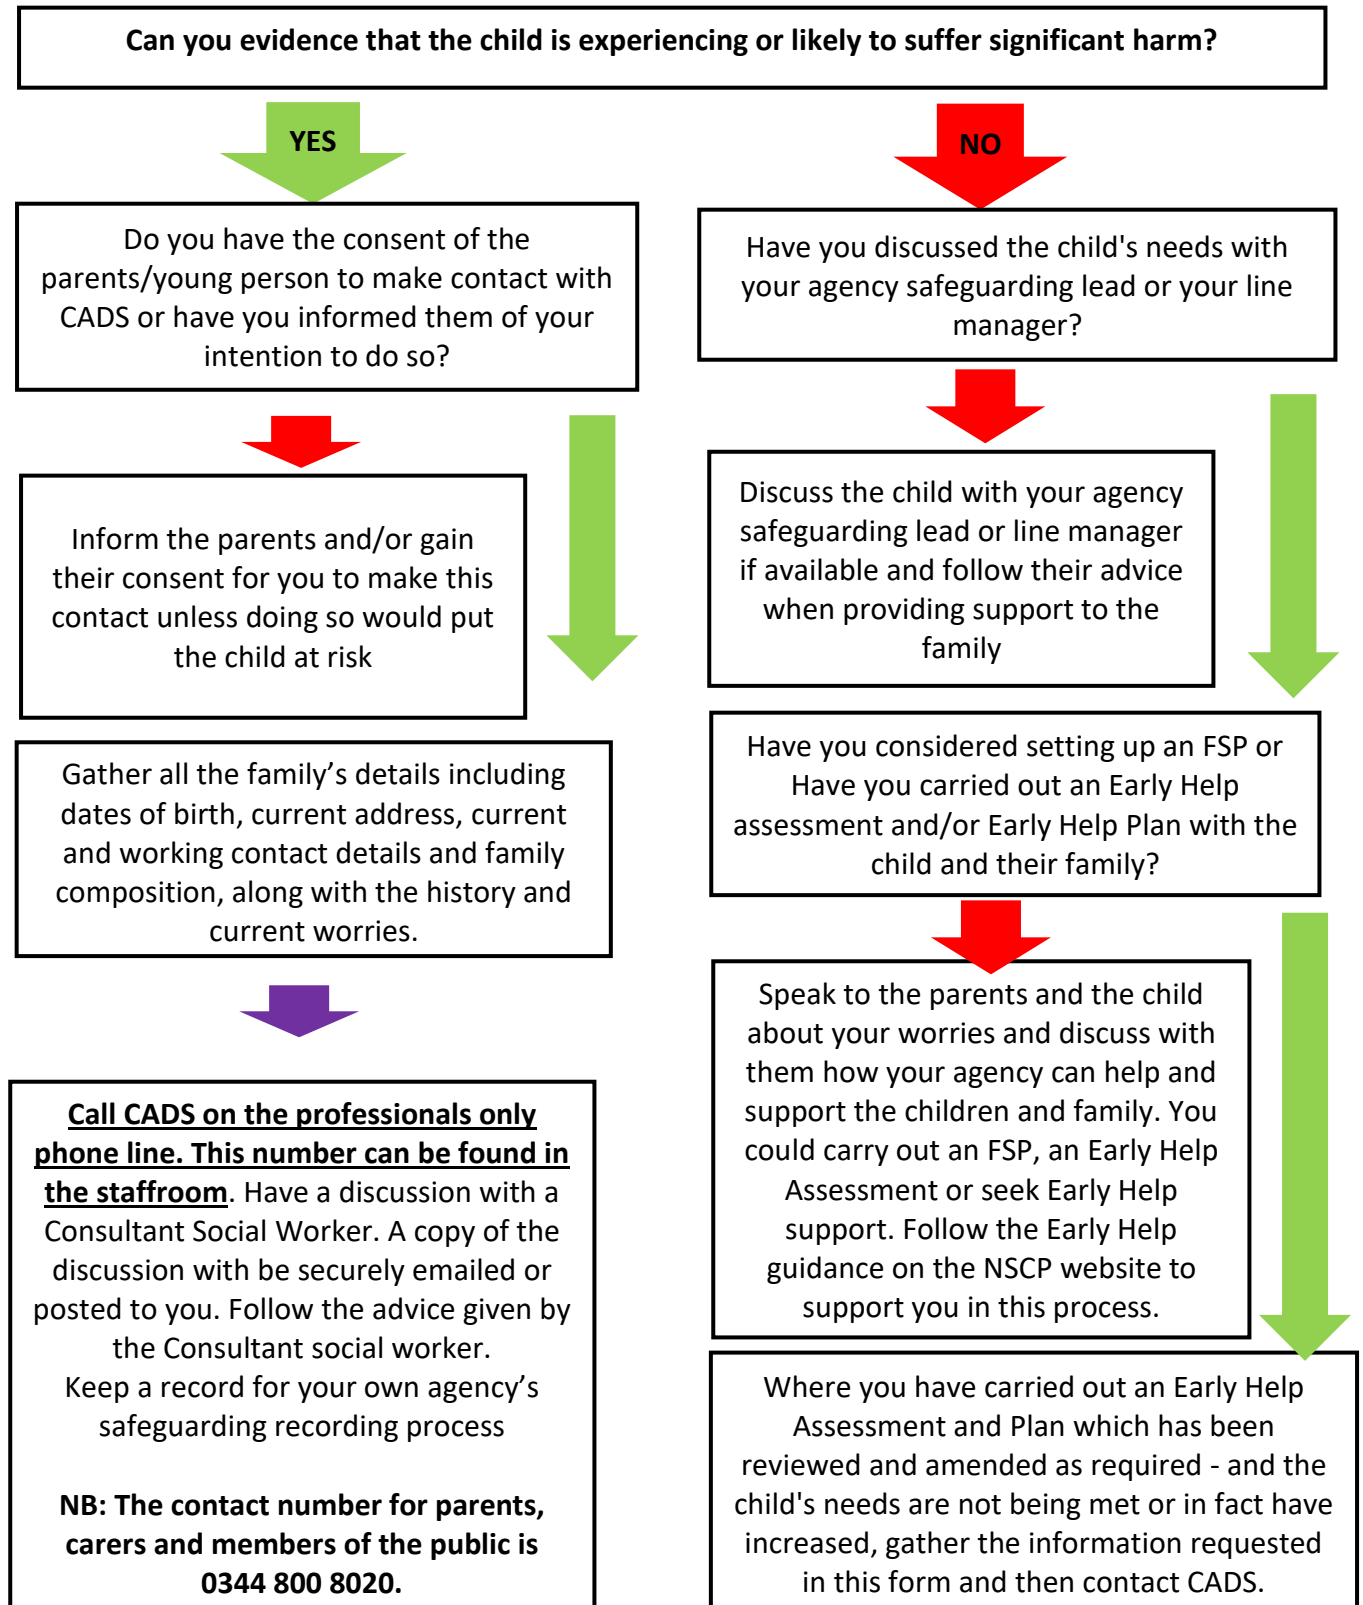 Can you evidence that the child is experiencing or likely to suffer significant harm?
YES
NO
Do you have the consent of the
parents/young person to make contact with
CADS or have you informed them of your
intention to do so?
Have you discussed the child's needs with
your agency safeguarding lead or your line
manager?
Inform the parents and/or gain
their consent for you to make this
contact unless doing so would put
the child at risk
Discuss the child with your agency
safeguarding lead or line manager
if available and follow their advice
when providing support to the
family
Gather all the family’s details including
dates of birth, current address, current
and working contact details and family
composition, along with the history and
current worries.
Have you considered setting up an FSP or
Have you carried out an Early Help
assessment and/or Early Help Plan with the
child and their family?
Call CADS on the professionals only
phone line. This number can be found in
the staffroom. Have a discussion with a
Consultant Social Worker. A copy of the
discussion with be securely emailed or
posted to you. Follow the advice given by
the Consultant social worker.
Keep a record for your own agency’s
safeguarding recording process
NB: The contact number for parents,
carers and members of the public is
0344 800 8020.
Speak to the parents and the child
about your worries and discuss with
them how your agency can help and
support the children and family. You
could carry out an FSP, an Early Help
Assessment or seek Early Help
support. Follow the Early Help
guidance on the NSCP website to
support you in this process.
Where you have carried out an Early Help
Assessment and Plan which has been
reviewed and amended as required - and the
child's needs are not being met or in fact have
increased, gather the information requested
in this form and then contact CADS.